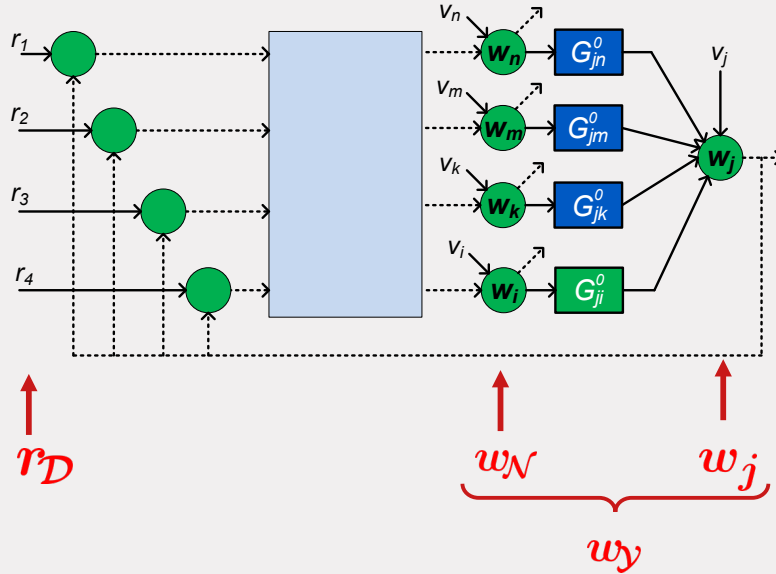 r₁
vₙ
wₙ
G⁰ⱼₙ
vⱼ
r₂
vₘ
wₘ
G⁰ⱼₘ
wⱼ
r₃
vₖ
wₖ
G⁰ⱼₖ
r₄
vᵢ
wᵢ
G⁰ⱼᵢ
r𝒟
w𝒩
wⱼ
w𝒴